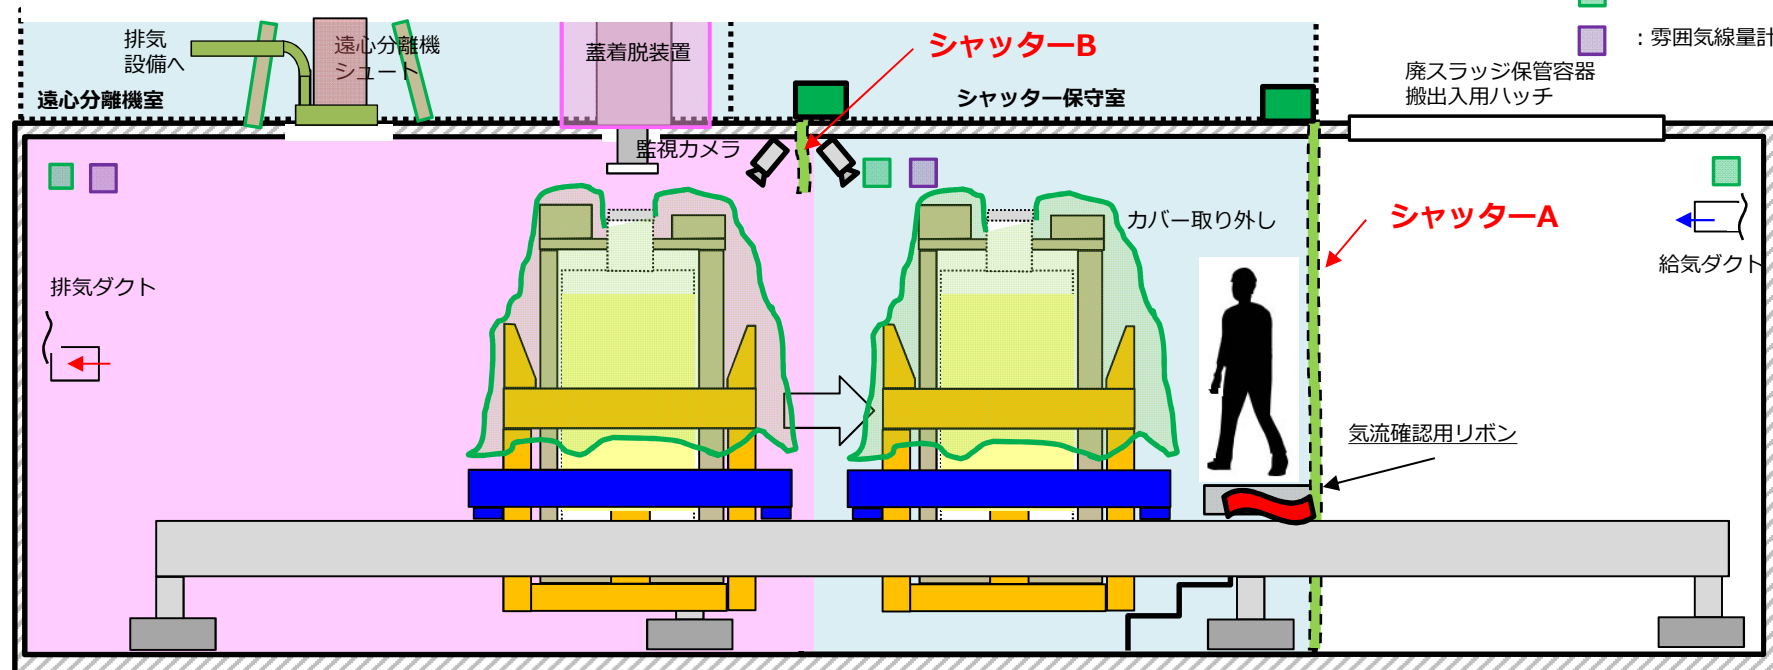 排気
設備へ
遠心分離機
シュート
遠心分離機室
蓋着脱装置
シャッターB
シャッター保守室
：雰囲気線量計
廃スラッジ保管容器
搬出入用ハッチ
監視カメラ
カバー取り外し
シャッターA
給気ダクト
排気ダクト
気流確認用リボン